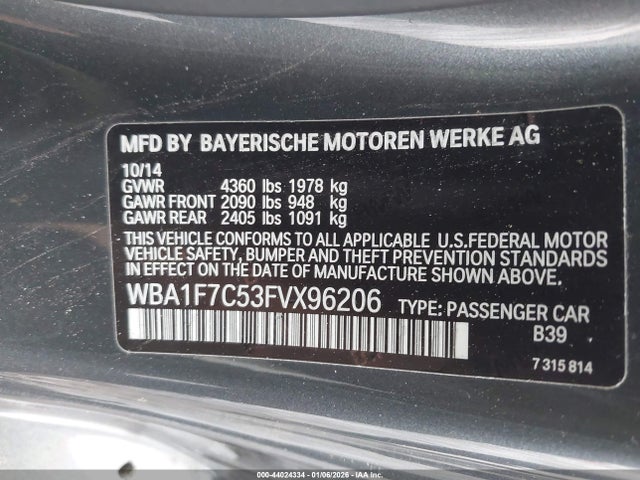 MFD BY BAYERISCHE MOTOREN WERKE AG
10/14
GVWR 4360 lbs 1978 kg
GAWR FRONT 2090 lbs 948 kg
GAWR REAR 2405 lbs 1091 kg
THIS VEHICLE CONFORMS TO ALL APPLICABLE U.S.FEDERAL MOTOR
VEHICLE SAFETY, BUMPER AND THEFT PREVENTION STANDARDS
IN EFFECT ON THE DATE OF MANUFACTURE SHOWN ABOVE.
WBA1F7C53FVX96206 TYPE: PASSENGER CAR
B39
7 315 814
000-44024334 | 01/06/2026 | IAAI.COM